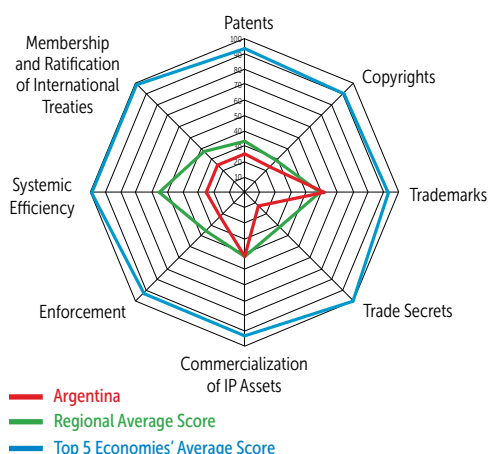 Patents
Membership
and Ratification
of International
Treaties
Copyrights
100
90
80
70
60
50
40
30
20
10
Systemic
Efficiency
Trademarks
Enforcement
Trade Secrets
Commercialization
of IP Assets
Argentina
Regional Average Score
Top 5 Economies' Average Score